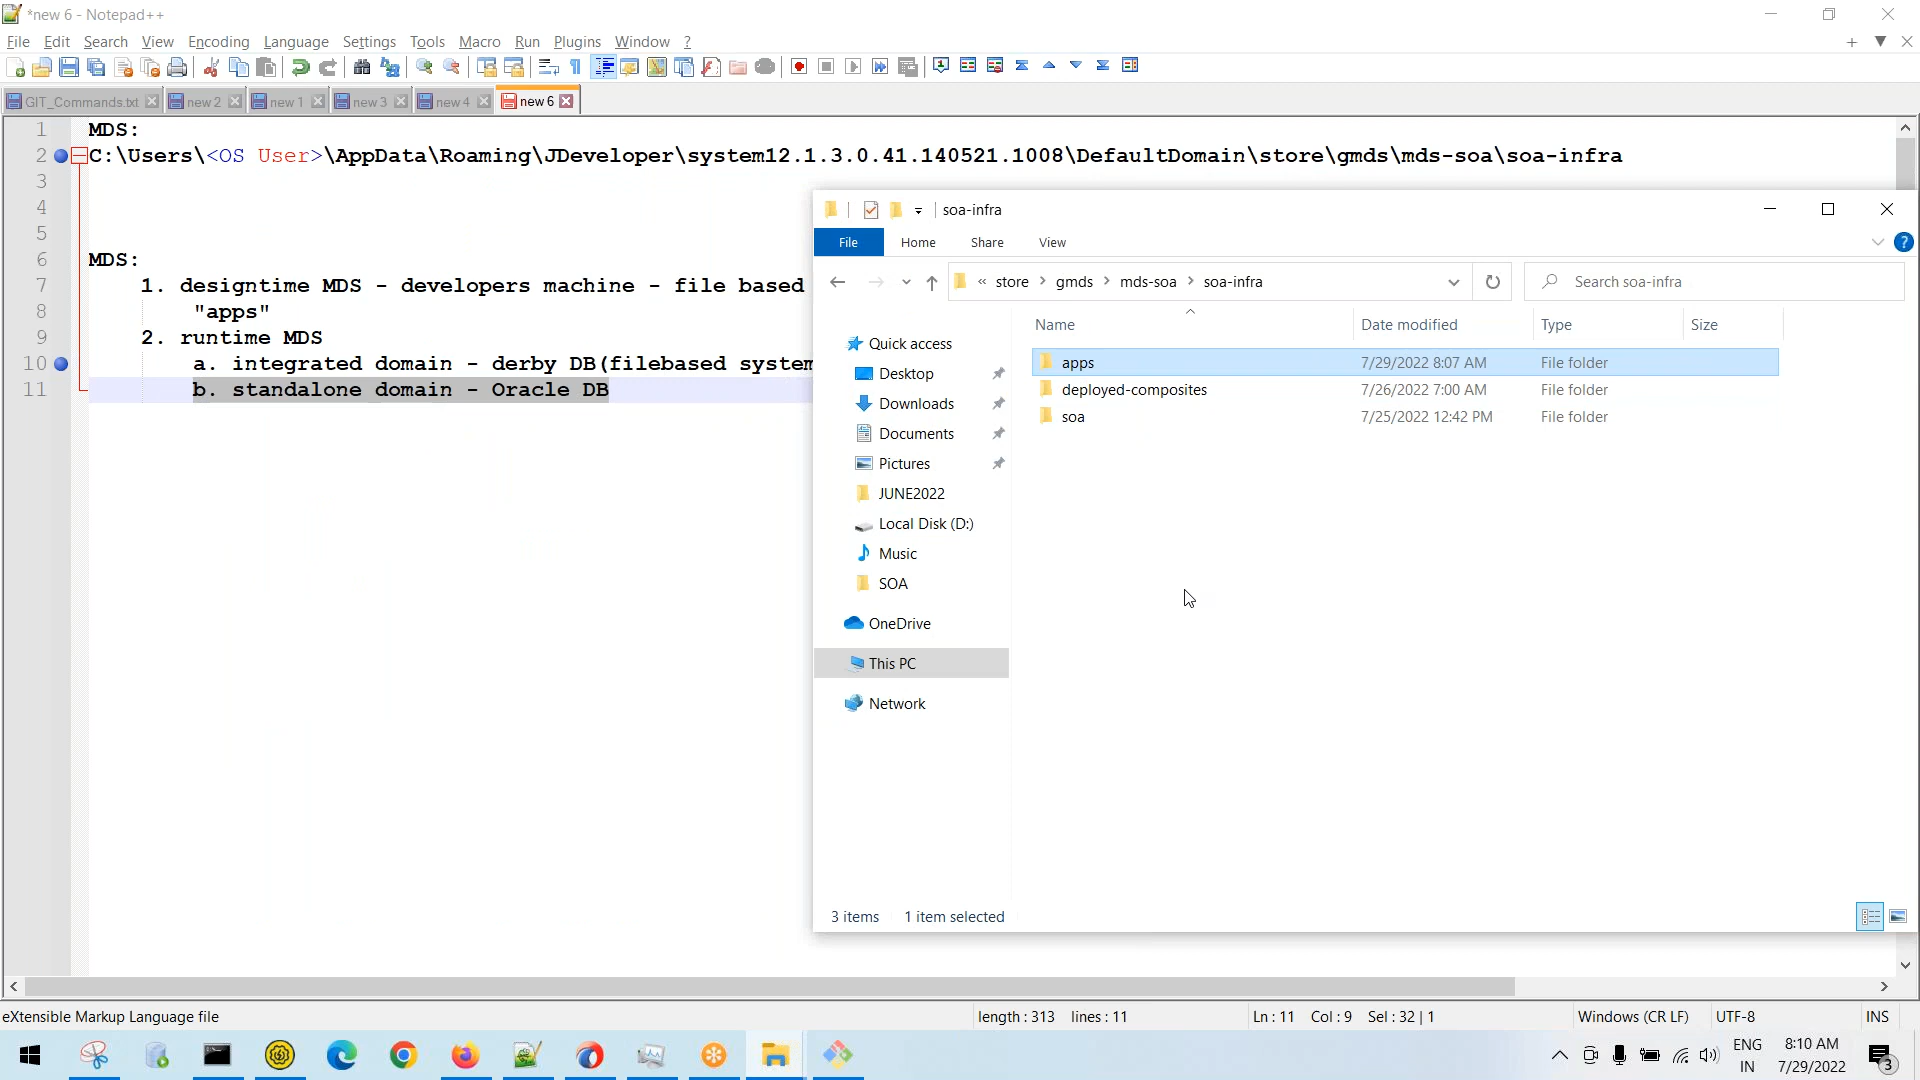 *new 6 - Notepad++
File Edit Search View Encoding Language Settings Tools Macro Run Plugins Window ?
GIT_Commands.txt new 2 new 1 new 3 new 4 new 6
1 MDS:
2 C:\Users\<OS User>\AppData\Roaming\JDeveloper\system12.1.3.0.41.140521.1008\DefaultDomain\store\gmds\mds-soa\soa-infra
3
4
5
6 MDS:
7 1. designtime MDS - developers machine - file based
8 "apps"
9 2. runtime MDS
10 a. integrated domain - derby DB(filebased system
11 b. standalone domain - Oracle DB
soa-infra
File Home Share View
« store > gmds > mds-soa > soa-infra
Search soa-infra
Name Date modified Type Size
apps 7/29/2022 8:07 AM File folder
deployed-composites 7/26/2022 7:00 AM File folder
soa 7/25/2022 12:42 PM File folder
Quick access
Desktop
Downloads
Documents
Pictures
JUNE2022
Local Disk (D:)
Music
SOA
OneDrive
This PC
Network
3 items 1 item selected
eXtensible Markup Language file length : 313 lines : 11 Ln : 11 Col : 9 Sel : 32 | 1 Windows (CR LF) UTF-8 INS
ENG
IN
8:10 AM
7/29/2022
3